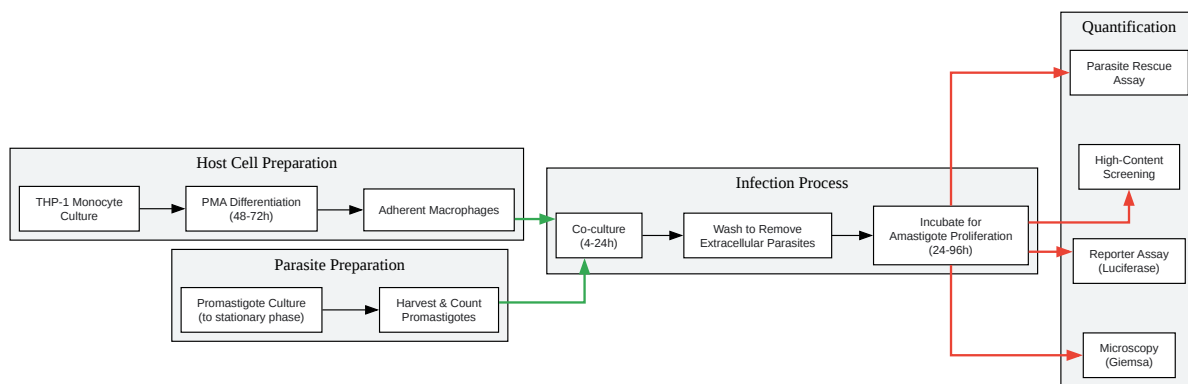 Host Cell Preparation
THP-1 Monocyte
Culture
PMA Differentiation
(48-72h)
Adherent Macrophages
Parasite Preparation
Promastigote Culture
(to stationary phase)
Harvest & Count
Promastigotes
Infection Process
Co-culture
(4-24h)
Wash to Remove
Extracellular Parasites
Incubate for
Amastigote Proliferation
(24-96h)
Quantification
Parasite Rescue
Assay
High-Content
Screening
Reporter Assay
(Luciferase)
Microscopy
(Giemsa)